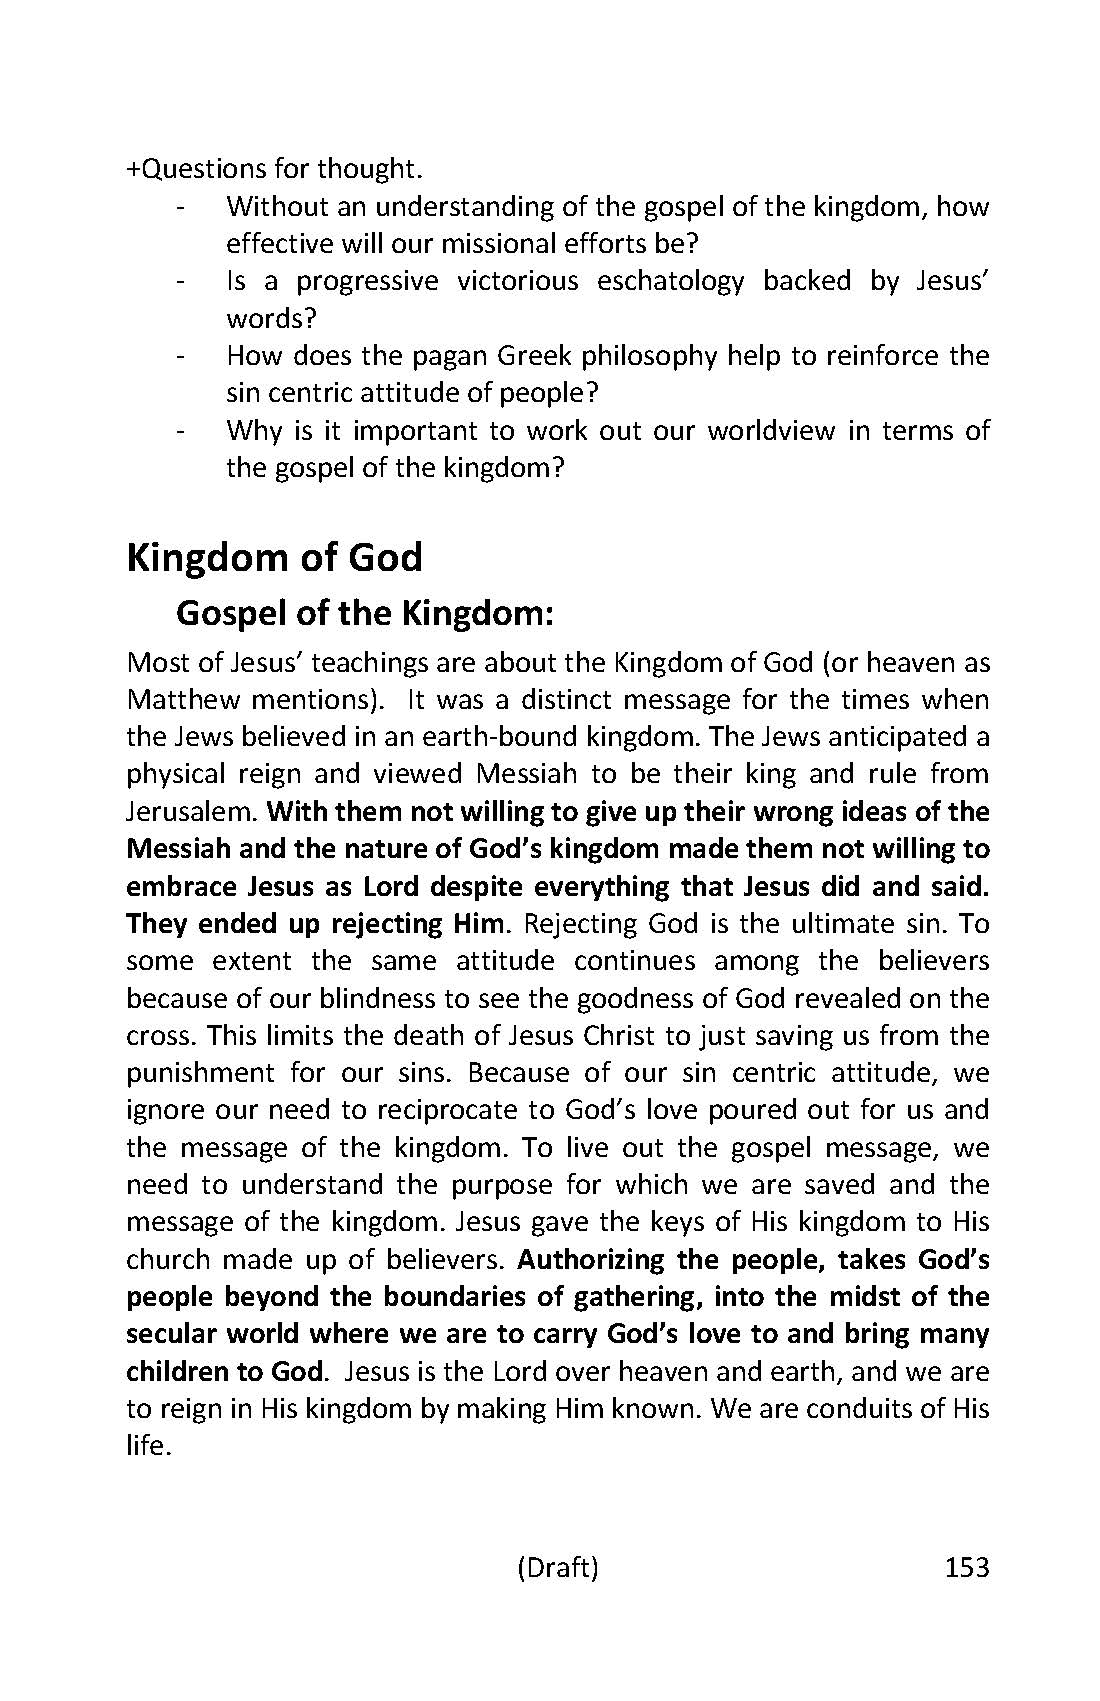 +Questions for thought.
- Without an understanding of the gospel of the kingdom, how
effective will our missional efforts be?
- Is a progressive victorious eschatology backed by Jesus’
words?
- How does the pagan Greek philosophy help to reinforce the
sin centric attitude of people?
- Why is it important to work out our worldview in terms of
the gospel of the kingdom?
Kingdom of God
Gospel of the Kingdom:
Most of Jesus’ teachings are about the Kingdom of God (or heaven as
Matthew mentions). It was a distinct message for the times when
the Jews believed in an earth-bound kingdom. The Jews anticipated a
physical reign and viewed Messiah to be their king and rule from
Jerusalem. With them not willing to give up their wrong ideas of the
Messiah and the nature of God’s kingdom made them not willing to
embrace Jesus as Lord despite everything that Jesus did and said.
They ended up rejecting Him. Rejecting God is the ultimate sin. To
some extent the same attitude continues among the believers
because of our blindness to see the goodness of God revealed on the
cross. This limits the death of Jesus Christ to just saving us from the
punishment for our sins. Because of our sin centric attitude, we
ignore our need to reciprocate to God’s love poured out for us and
the message of the kingdom. To live out the gospel message, we
need to understand the purpose for which we are saved and the
message of the kingdom. Jesus gave the keys of His kingdom to His
church made up of believers. Authorizing the people, takes God’s
people beyond the boundaries of gathering, into the midst of the
secular world where we are to carry God’s love to and bring many
children to God. Jesus is the Lord over heaven and earth, and we are
to reign in His kingdom by making Him known. We are conduits of His
life.
(Draft) 153